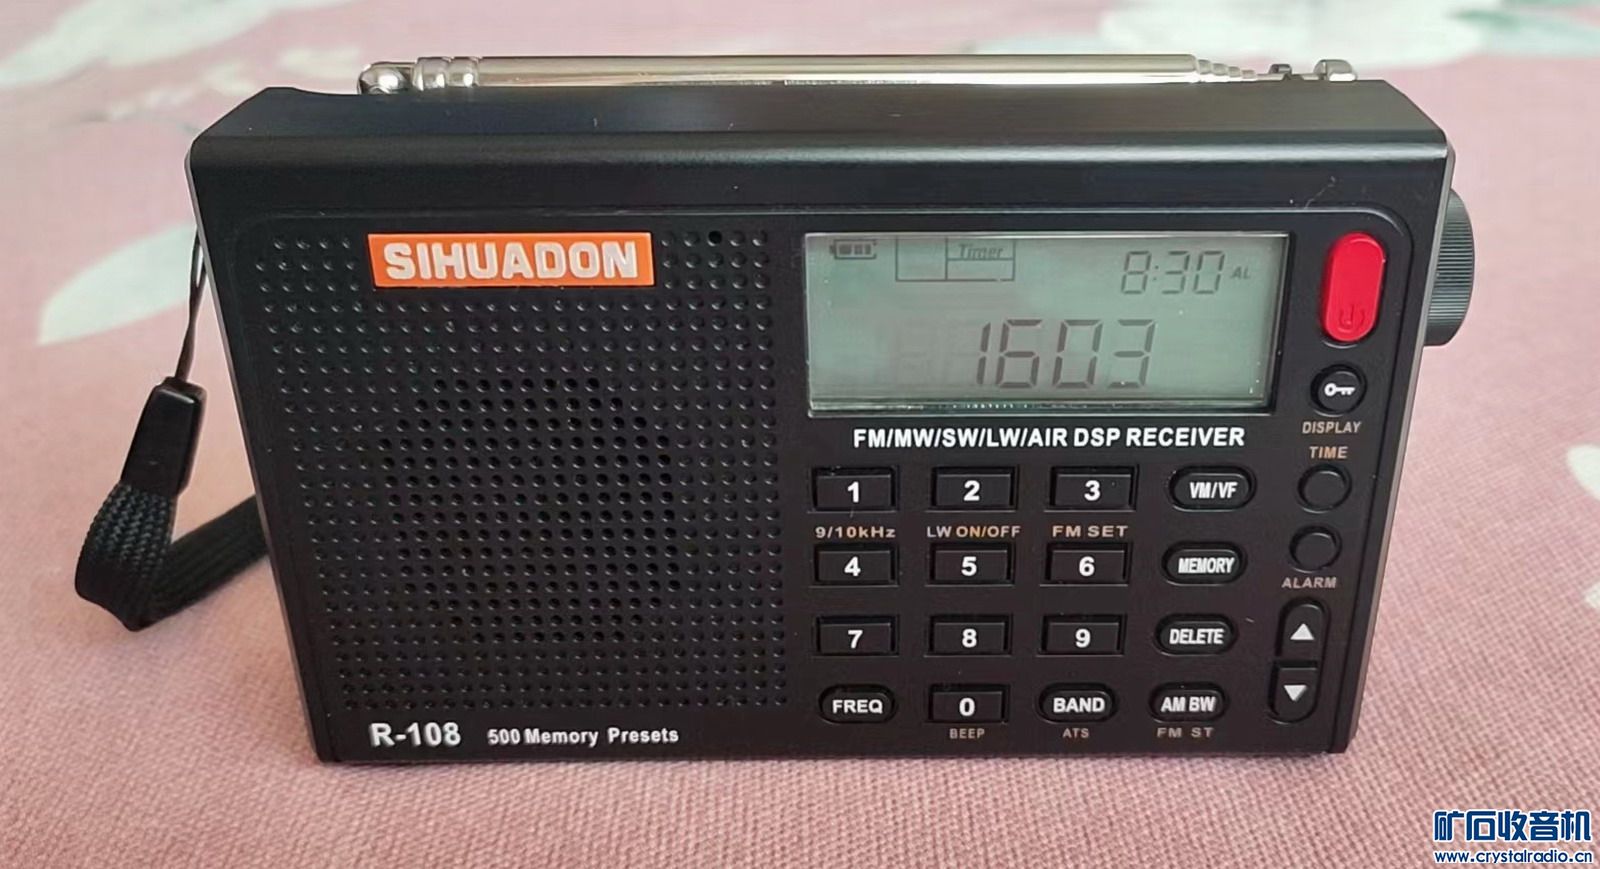 SIHUADON
Timer
8:30 AL
1603
FM/MW/SW/LW/AIR DSP RECEIVER
DISPLAY
TIME
1 2 3 VM/VF
9/10kHz LW ON/OFF FM SET
4 5 6 MEMORY
ALARM
7 8 9 DELETE
FREQ 0 BAND AM BW
BEEP ATS FM ST
R-108 500 Memory Presets
矿石收音机
www.crystalradio.cn